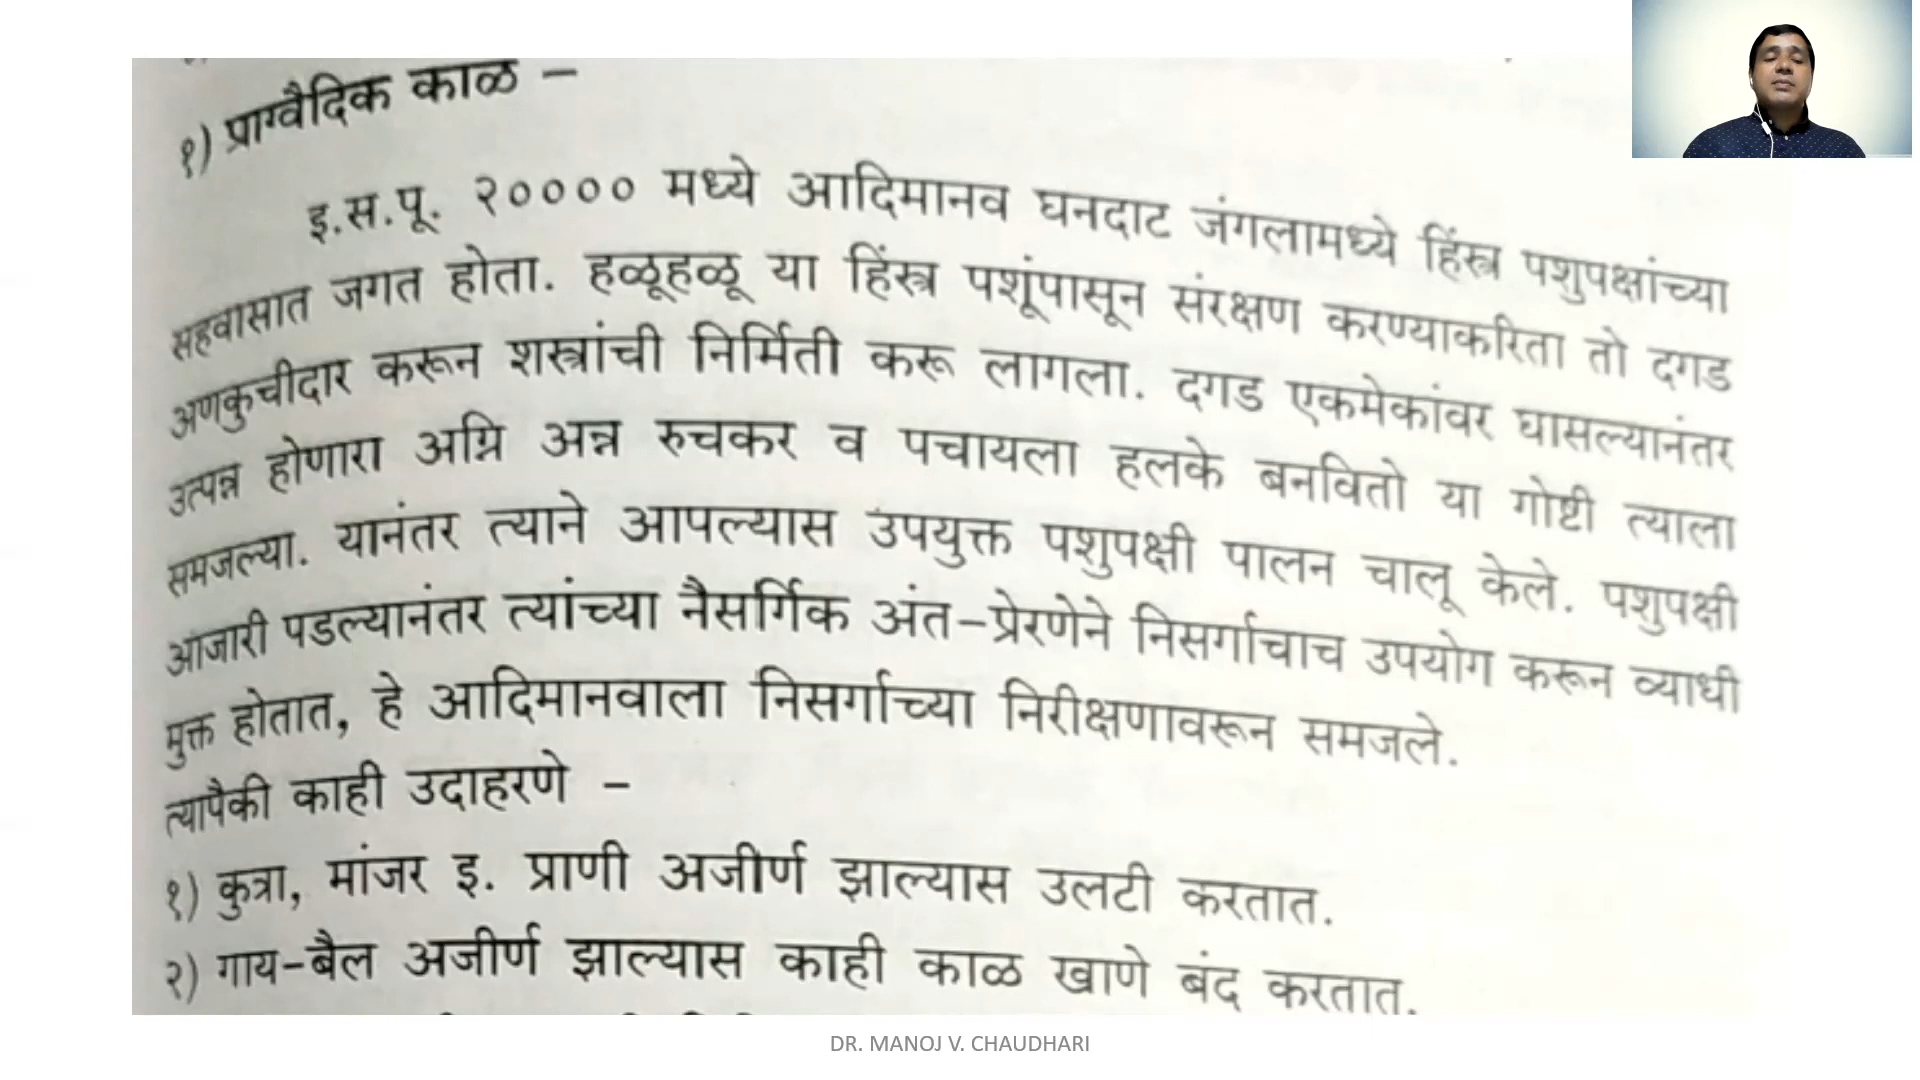 १) प्राग्वैदिक काळ –
इ.स.पू. २०००० मध्ये आदिमानव घनदाट जंगलामध्ये हिंस्त्र पशुपक्षांच्या
सहवासात जगत होता. हळूहळू या हिंस्त्र पशूंपासून संरक्षण करण्याकरिता तो दगड
अणकुचीदार करून शस्त्रांची निर्मिती करू लागला. दगड एकमेकांवर घासल्यानंतर
उत्पन्न होणारा अग्नि अन्न रुचकर व पचायला हलके बनवितो या गोष्टी त्याला
समजल्या. यानंतर त्याने आपल्यास उपयुक्त पशुपक्षी पालन चालू केले. पशुपक्षी
आजारी पडल्यानंतर त्यांच्या नैसर्गिक अंत-प्रेरणेने निसर्गाचाच उपयोग करून व्याधी
मुक्त होतात, हे आदिमानवाला निसर्गाच्या निरीक्षणावरून समजले.
त्यापैकी काही उदाहरणे –
१) कुत्रा, मांजर इ. प्राणी अजीर्ण झाल्यास उलटी करतात.
२) गाय-बैल अजीर्ण झाल्यास काही काळ खाणे बंद करतात.
DR. MANOJ V. CHAUDHARI